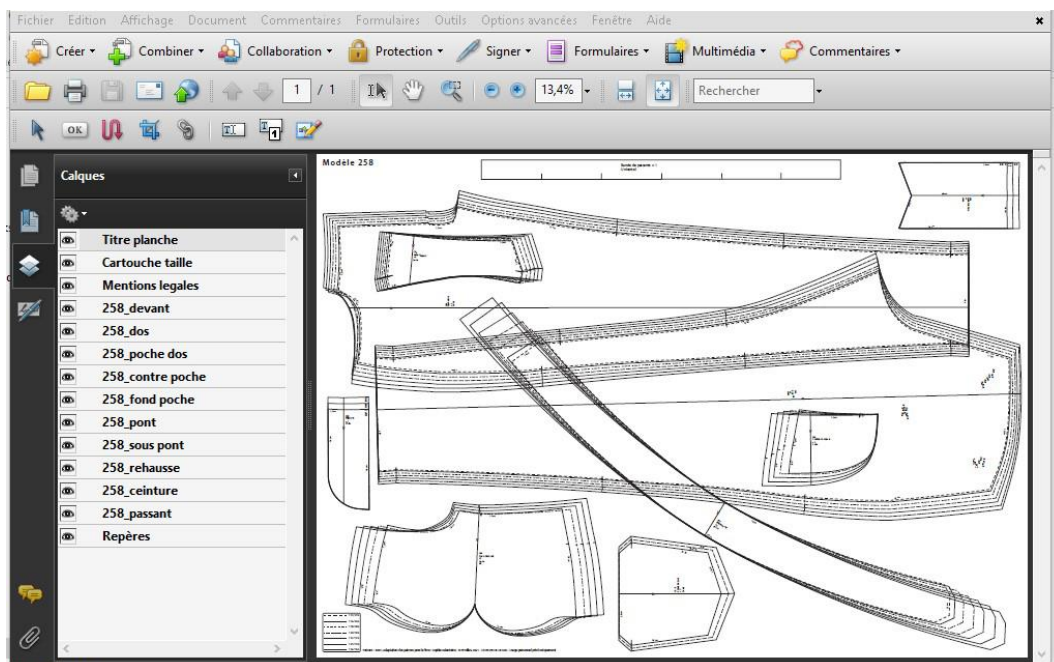 Fichier Edition Affichage Document Commentaires Formulaires Outils Options avancées Fenêtre Aide
Créer Combiner Collaboration Protection Signer Formulaires Multimédia Commentaires
1 / 1 13,4% Rechercher
OK
Calques
Titre planche
Cartouche taille
Mentions legales
258_devant
258_dos
258_poche dos
258_contre poche
258_fond poche
258_pont
258_sous pont
258_rehausse
258_ceinture
258_passant
Repères
Modèle 258